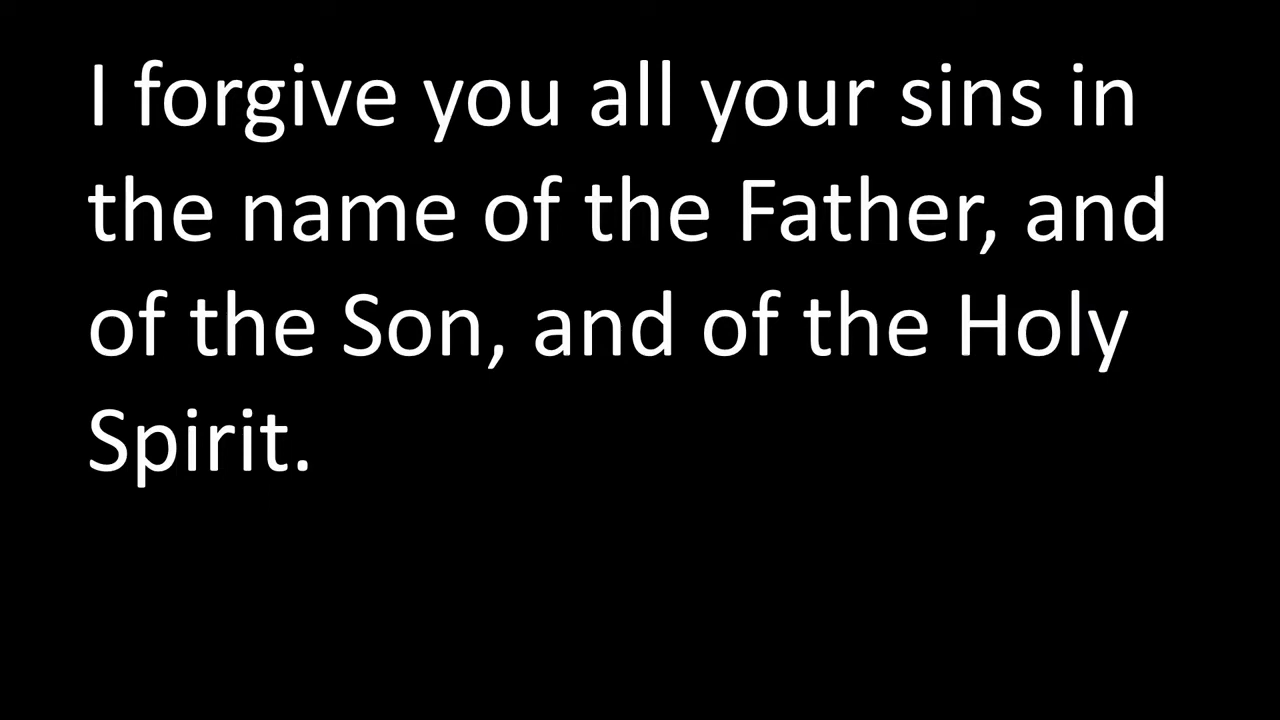 I forgive you all your sins in
the name of the Father, and
of the Son, and of the Holy
Spirit.